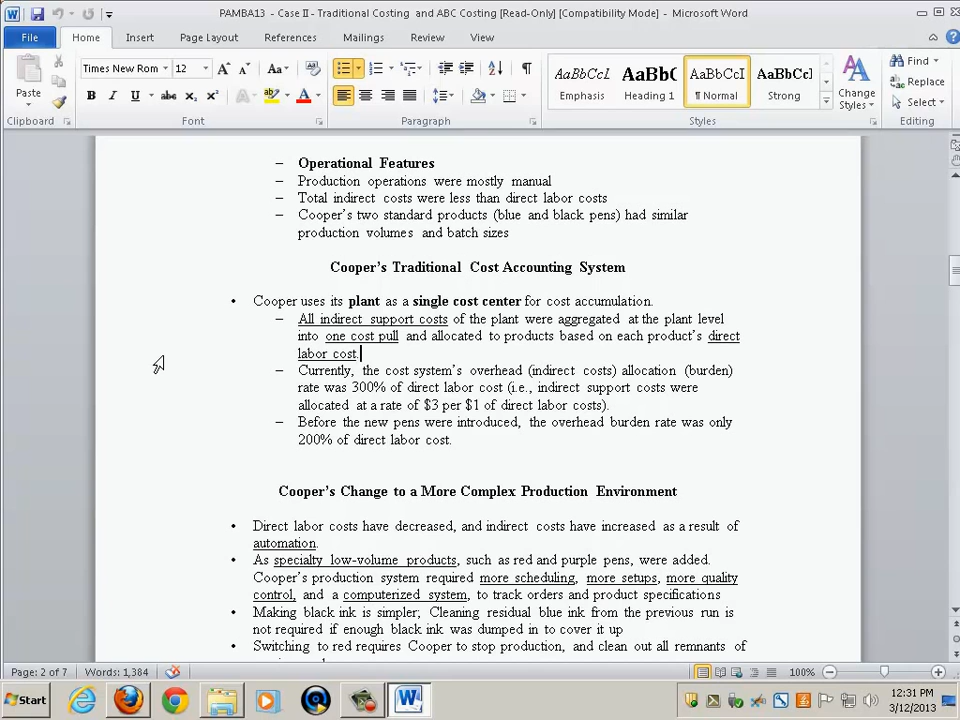 PAMBA13 - Case II - Traditional Costing and ABC Costing [Read-Only] [Compatibility Mode] - Microsoft Word
File Home Insert Page Layout References Mailings Review View
Times New Rom 12 Aa
AaBbCcI AaBb( AaBbCcI AaBbCc]
Find
Replace
Select
Paste
B I U abc X₂ X² A
Emphasis Heading 1 ¶ Normal Strong
Change Styles
Clipboard Font Paragraph Styles Editing
– Operational Features
– Production operations were mostly manual
– Total indirect costs were less than direct labor costs
– Cooper's two standard products (blue and black pens) had similar
production volumes and batch sizes
Cooper's Traditional Cost Accounting System
• Cooper uses its plant as a single cost center for cost accumulation.
– All indirect support costs of the plant were aggregated at the plant level
into one cost pull and allocated to products based on each product's direct
labor cost.
– Currently, the cost system's overhead (indirect costs) allocation (burden)
rate was 300% of direct labor cost (i.e., indirect support costs were
allocated at a rate of $3 per $1 of direct labor costs).
– Before the new pens were introduced, the overhead burden rate was only
200% of direct labor cost.
Cooper's Change to a More Complex Production Environment
• Direct labor costs have decreased, and indirect costs have increased as a result of
automation.
• As specialty low-volume products, such as red and purple pens, were added.
Cooper's production system required more scheduling, more setups, more quality
control, and a computerized system, to track orders and product specifications
• Making black ink is simpler; Cleaning residual blue ink from the previous run is
not required if enough black ink was dumped in to cover it up
• Switching to red requires Cooper to stop production, and clean out all remnants of
Page: 2 of 7 Words: 1,384 100%
Start
12:31 PM
3/12/2013